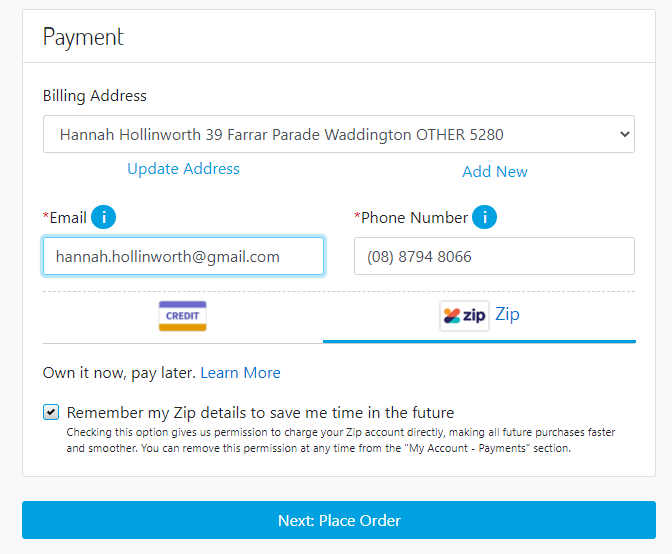 Payment
Billing Address
Hannah Hollinworth 39 Farrar Parade Waddington OTHER 5280
Update Address
Add New
*Email i
*Phone Number i
hannah.hollinworth@gmail.com
(08) 8794 8066
CREDIT
zip Zip
Own it now, pay later. Learn More
Remember my Zip details to save me time in the future
Checking this option gives us permission to charge your Zip account directly, making all future purchases faster
and smoother. You can remove this permission at any time from the "My Account - Payments" section.
Next: Place Order